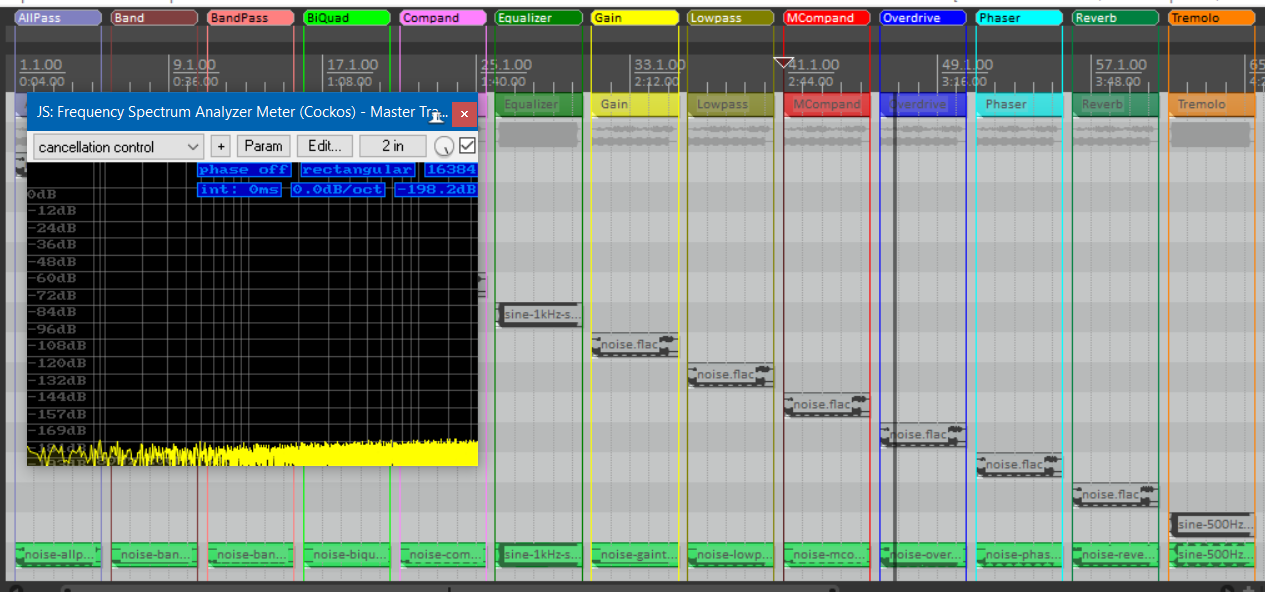 AllPass Band BandPass BiQuad Compand Equalizer Gain Lowpass MCompand Overdrive Phaser Reverb Tremolo
1.1.00 9.1.00 17.1.00 25.1.00 33.1.00 41.1.00 49.1.00 57.1.00 65
0:04.00 0:36.00 1:08.00 1:40.00 2:12.00 2:44.00 3:16.00 3:48.00
Equalizer Gain Lowpass MCompand Overdrive Phaser Reverb Tremolo
JS: Frequency Spectrum Analyzer Meter (Cockos) - Master Tr...
cancellation control + Param Edit... 2 in
phase off rectangular 16384
int: 0ms 0.0dB/oct -198.2dB
0dB
-12dB
-24dB
-36dB
-48dB
-60dB
-72dB
-84dB
-96dB
-108dB
-120dB
-132dB
-144dB
-157dB
-169dB
sine-1kHz-s...
noise.flac
noise.flac
noise.flac
noise.flac
noise.flac
noise.flac
sine-500Hz...
noise-allp... noise-ban... noise-ban... noise-biqu... noise-com... sine-1kHz-s... noise-gaint... noise-lowp... noise-mco... noise-over... noise-phas... noise-reve... sine-500Hz...